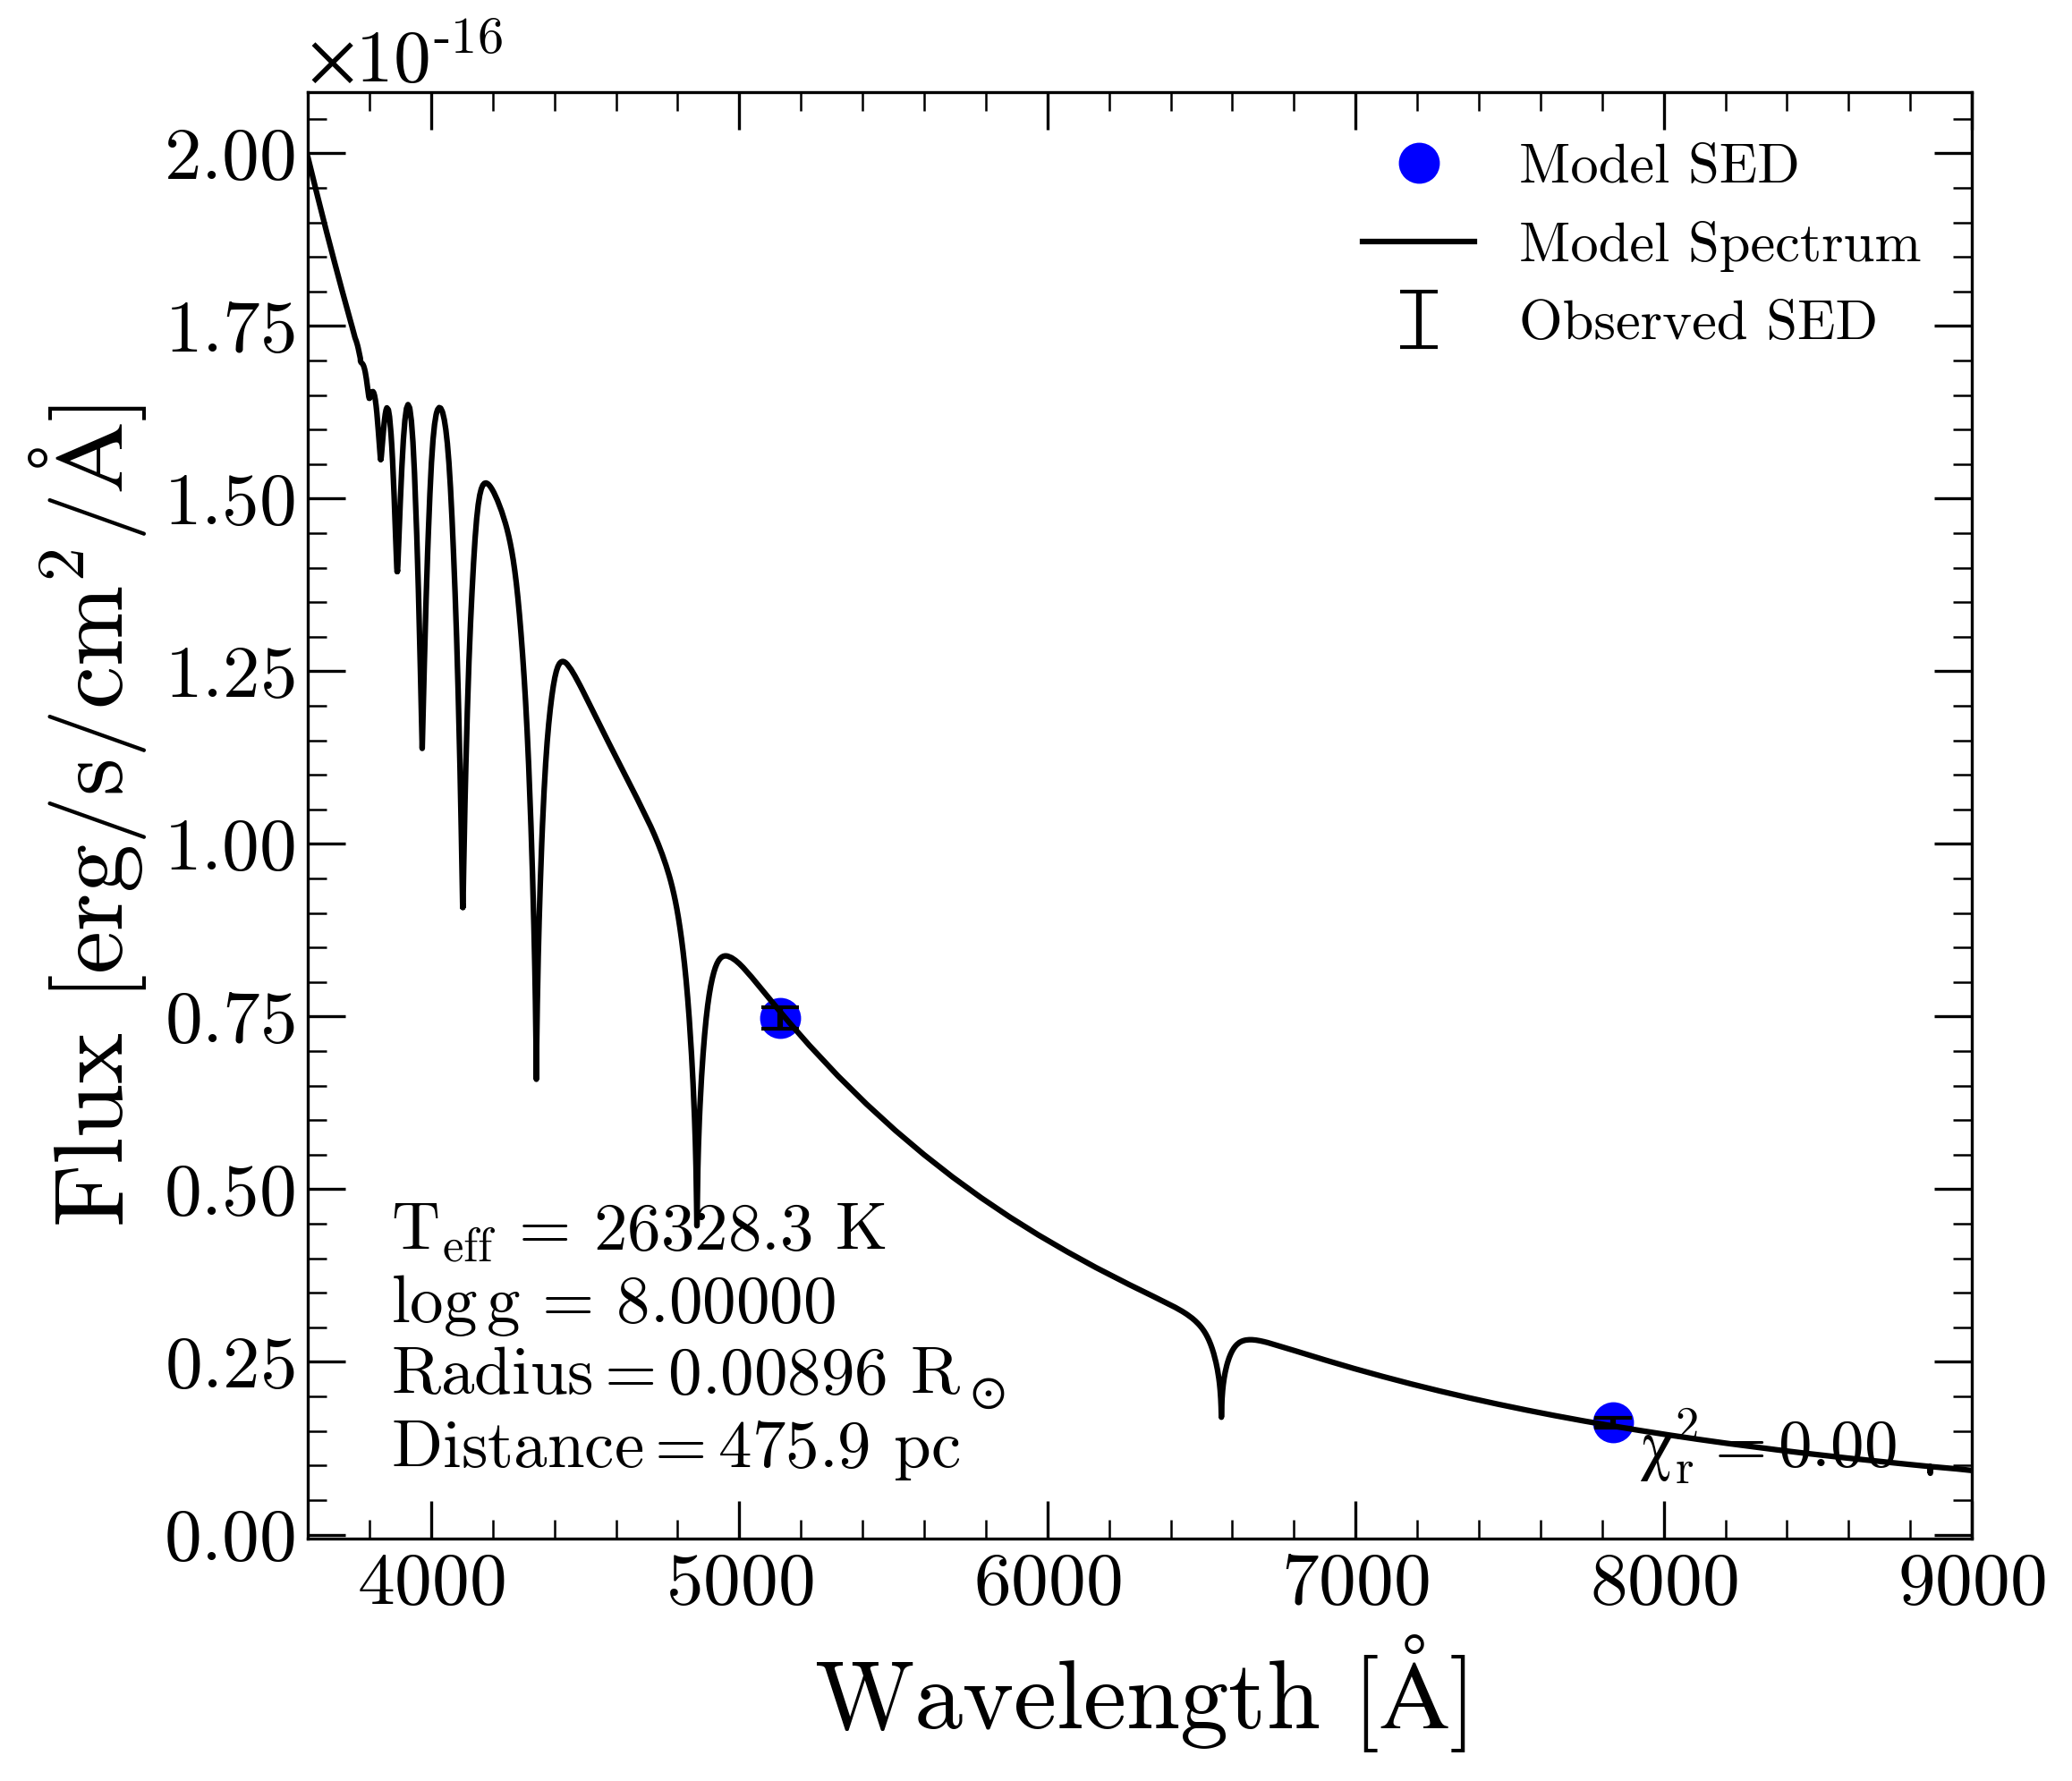 ×10-16
2.00
1.75
1.50
1.25
1.00
0.75
0.50
0.25
0.00
Flux [erg/s/cm²/Å]
Model SED
Model Spectrum
Observed SED
T_eff = 26328.3 K
log g = 8.00000
Radius = 0.00896 R⊙
Distance = 475.9 pc
χ²_r = 0.00
4000 5000 6000 7000 8000 9000
Wavelength [Å]